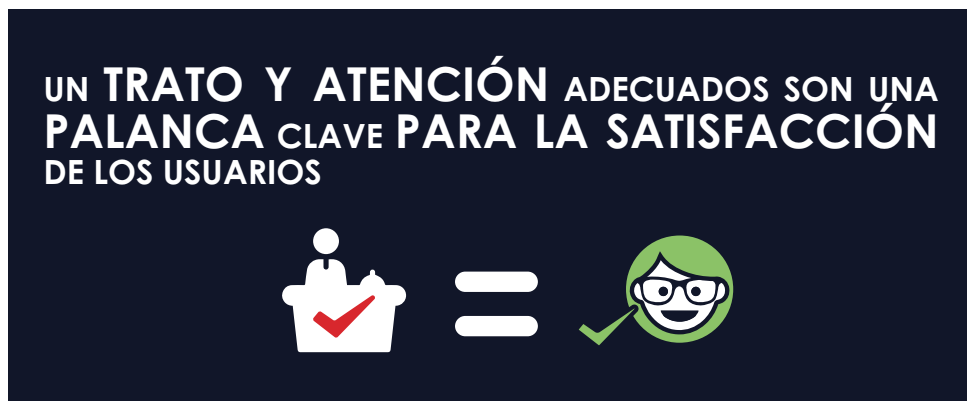 UN TRATO Y ATENCIÓN ADECUADOS SON UNA
PALANCA CLAVE PARA LA SATISFACCIÓN
DE LOS USUARIOS